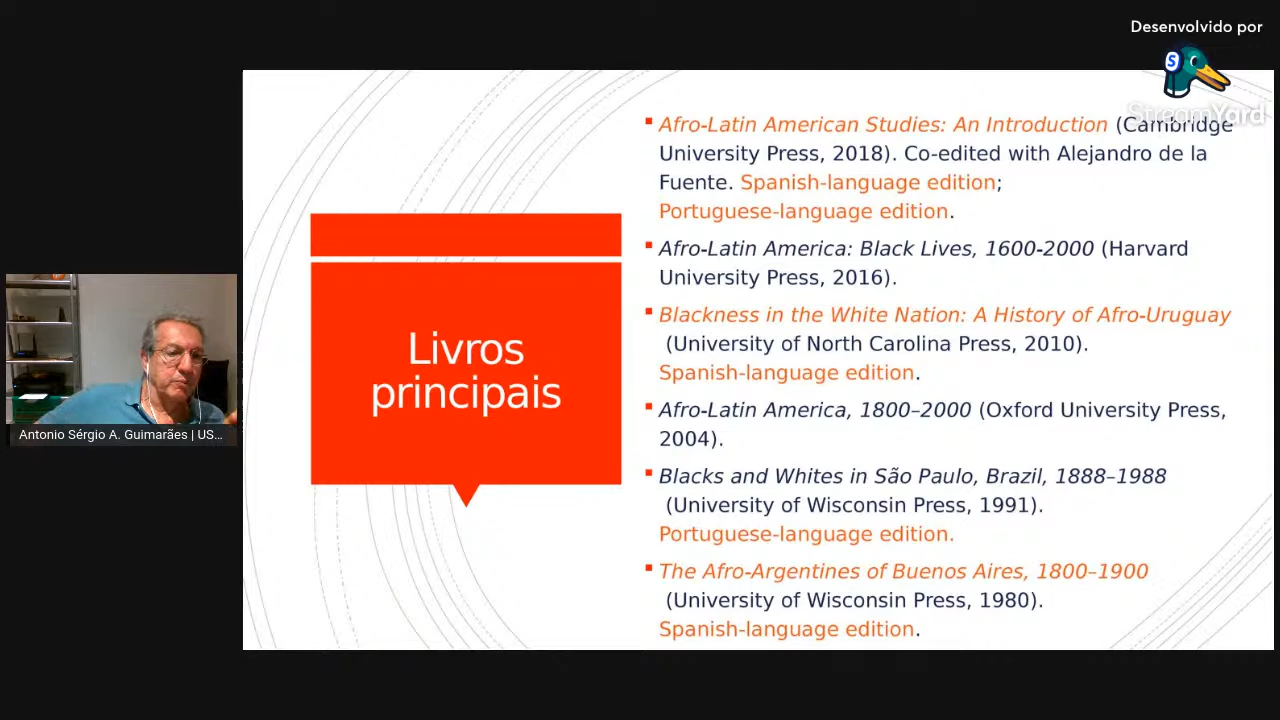 Desenvolvido por
StreamYard
Livros
principais
Afro-Latin American Studies: An Introduction (Cambridge
University Press, 2018). Co-edited with Alejandro de la
Fuente. Spanish-language edition;
Portuguese-language edition.
Afro-Latin America: Black Lives, 1600-2000 (Harvard
University Press, 2016).
Blackness in the White Nation: A History of Afro-Uruguay
(University of North Carolina Press, 2010).
Spanish-language edition.
Afro-Latin America, 1800–2000 (Oxford University Press,
2004).
Blacks and Whites in São Paulo, Brazil, 1888–1988
(University of Wisconsin Press, 1991).
Portuguese-language edition.
The Afro-Argentines of Buenos Aires, 1800–1900
(University of Wisconsin Press, 1980).
Spanish-language edition.
Antonio Sérgio A. Guimarães | US...